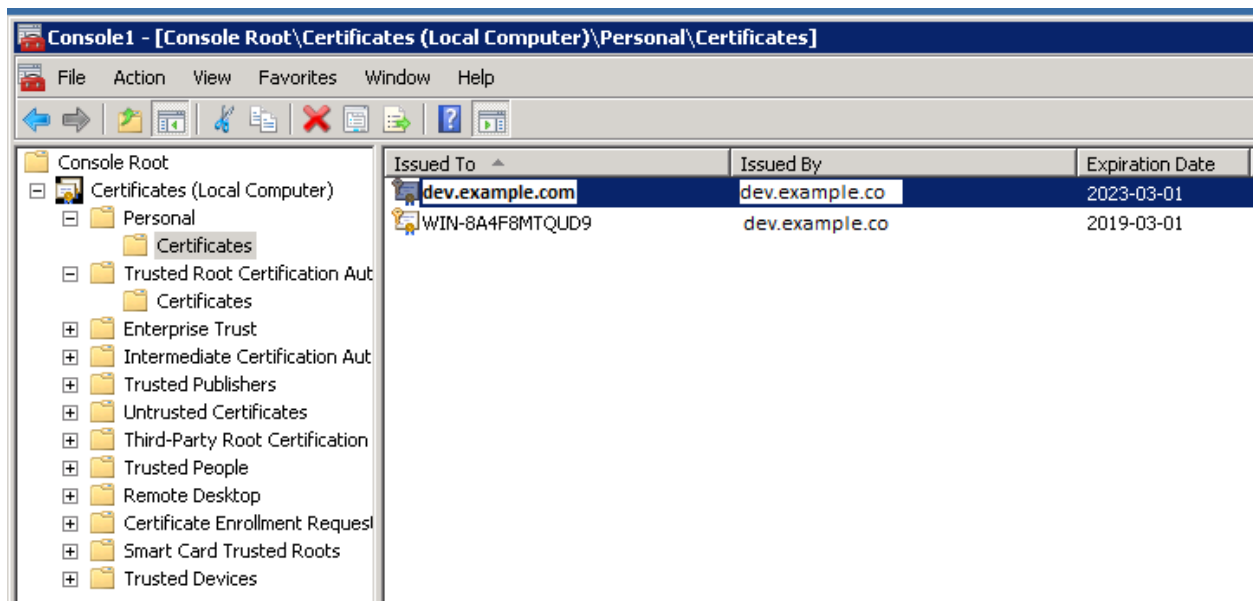 Console1 - [Console Root\Certificates (Local Computer)\Personal\Certificates]
File Action View Favorites Window Help
Console Root
Certificates (Local Computer)
Personal
Certificates
Trusted Root Certification Aut
Certificates
Enterprise Trust
Intermediate Certification Aut
Trusted Publishers
Untrusted Certificates
Third-Party Root Certification
Trusted People
Remote Desktop
Certificate Enrollment Request
Smart Card Trusted Roots
Trusted Devices
Issued To Issued By Expiration Date
dev.example.com dev.example.co 2023-03-01
WIN-8A4F8MTQUD9 dev.example.co 2019-03-01